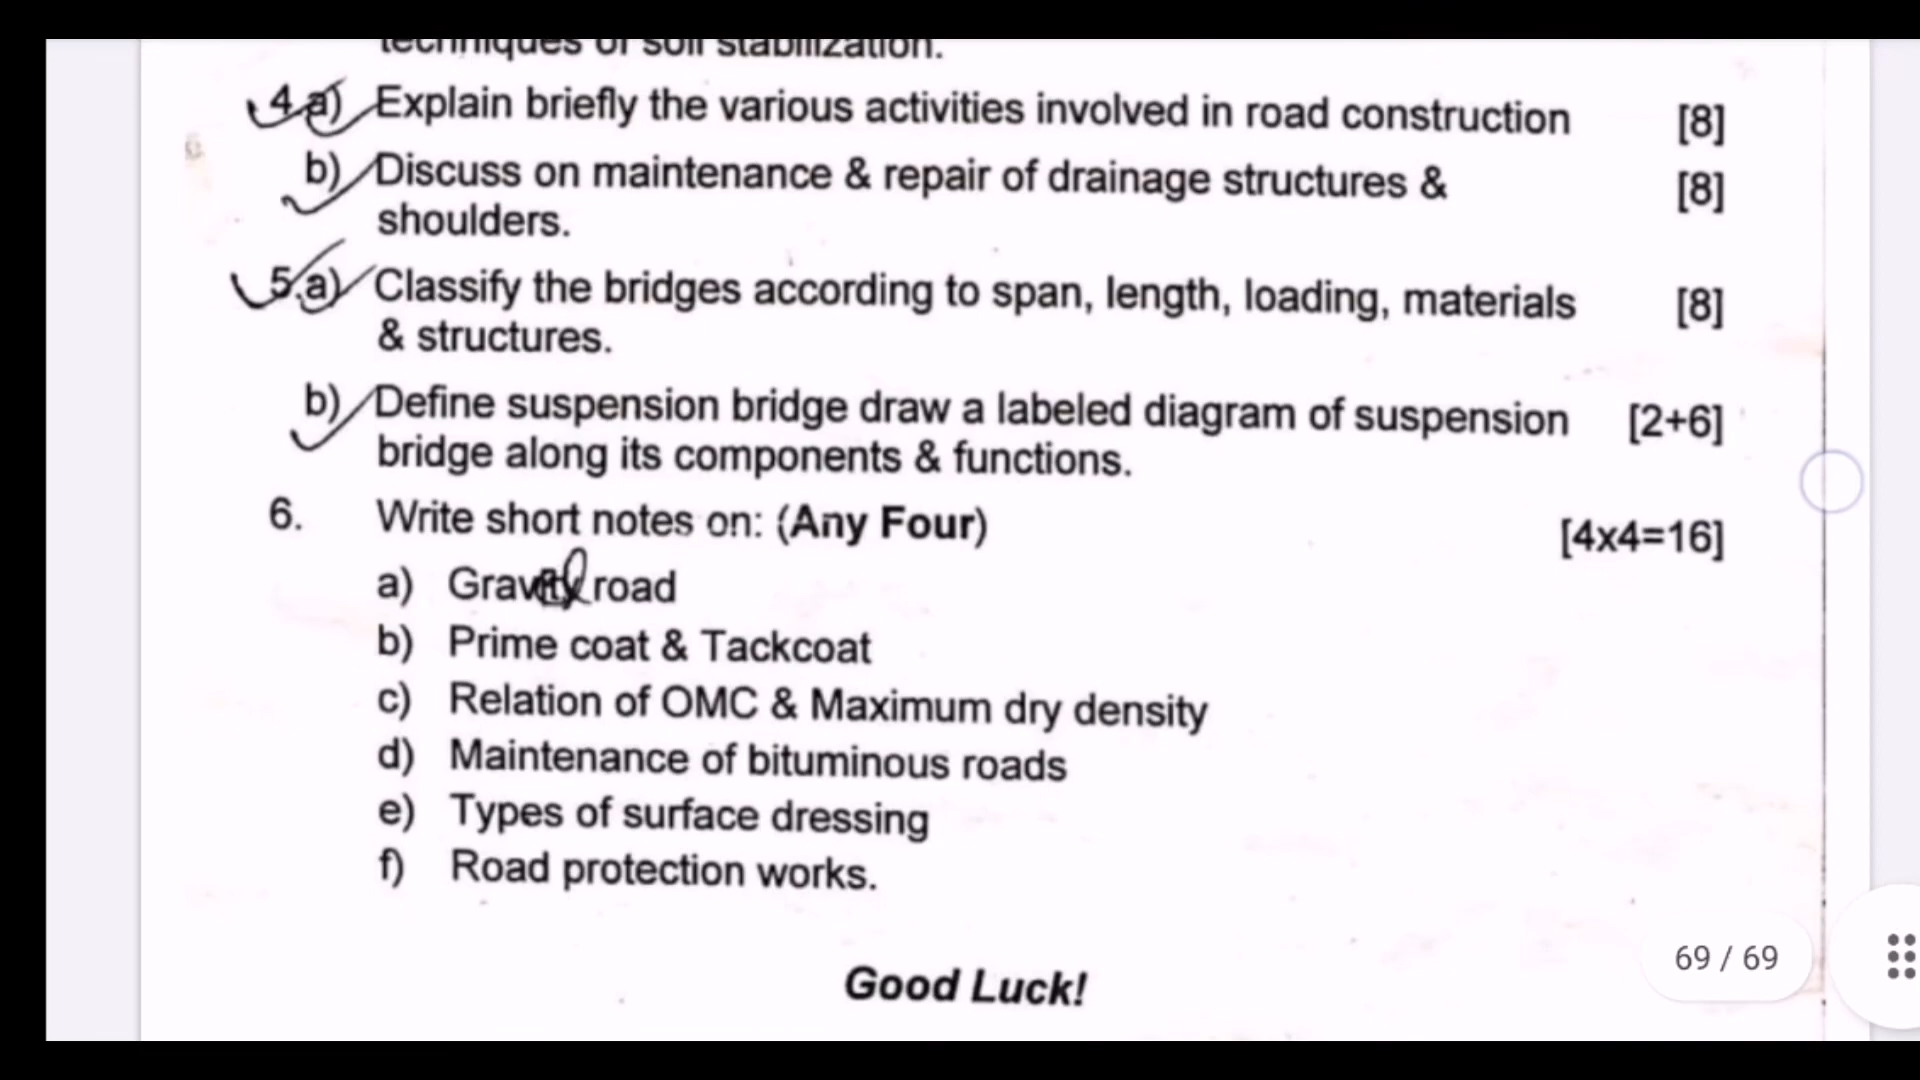 techniques of soil stabilization.
4.a) Explain briefly the various activities involved in road construction [8]
b) Discuss on maintenance & repair of drainage structures & [8]
shoulders.
5.a) Classify the bridges according to span, length, loading, materials [8]
& structures.
b) Define suspension bridge draw a labeled diagram of suspension [2+6]
bridge along its components & functions.
6. Write short notes on: (Any Four) [4x4=16]
a) Gravity road
b) Prime coat & Tackcoat
c) Relation of OMC & Maximum dry density
d) Maintenance of bituminous roads
e) Types of surface dressing
f) Road protection works.
69 / 69
Good Luck!